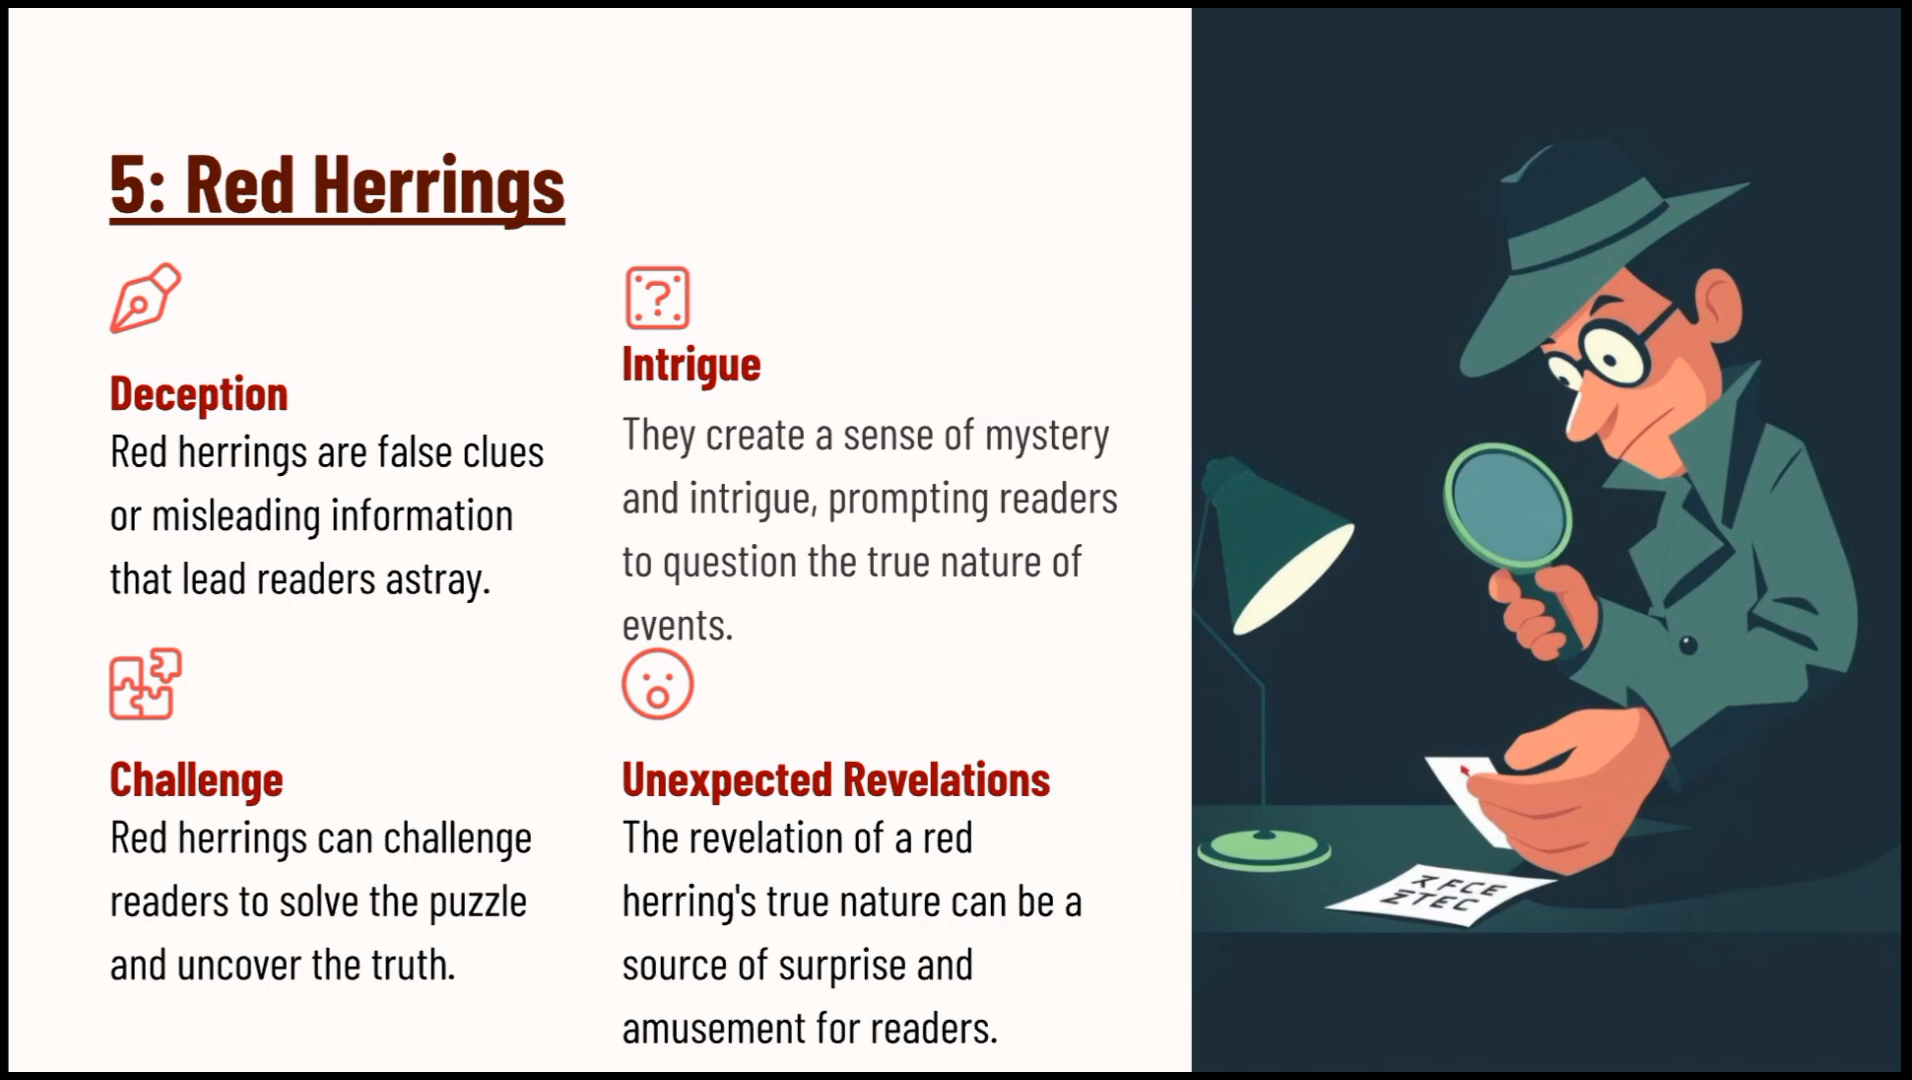 5: Red Herrings
Deception
Red herrings are false clues
or misleading information
that lead readers astray.
Intrigue
They create a sense of mystery
and intrigue, prompting readers
to question the true nature of
events.
Challenge
Red herrings can challenge
readers to solve the puzzle
and uncover the truth.
Unexpected Revelations
The revelation of a red
herring's true nature can be a
source of surprise and
amusement for readers.